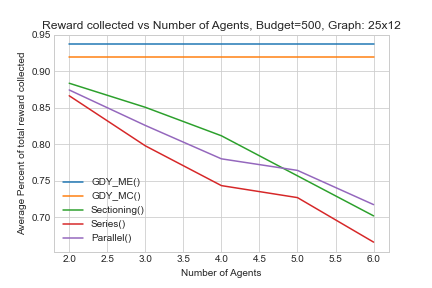 Reward collected vs Number of Agents, Budget=500, Graph: 25x12
Average Percent of total reward collected
0.95
0.90
0.85
0.80
0.75
0.70
GDY_ME()
GDY_MC()
Sectioning()
Series()
Parallel()
2.0 2.5 3.0 3.5 4.0 4.5 5.0 5.5 6.0
Number of Agents